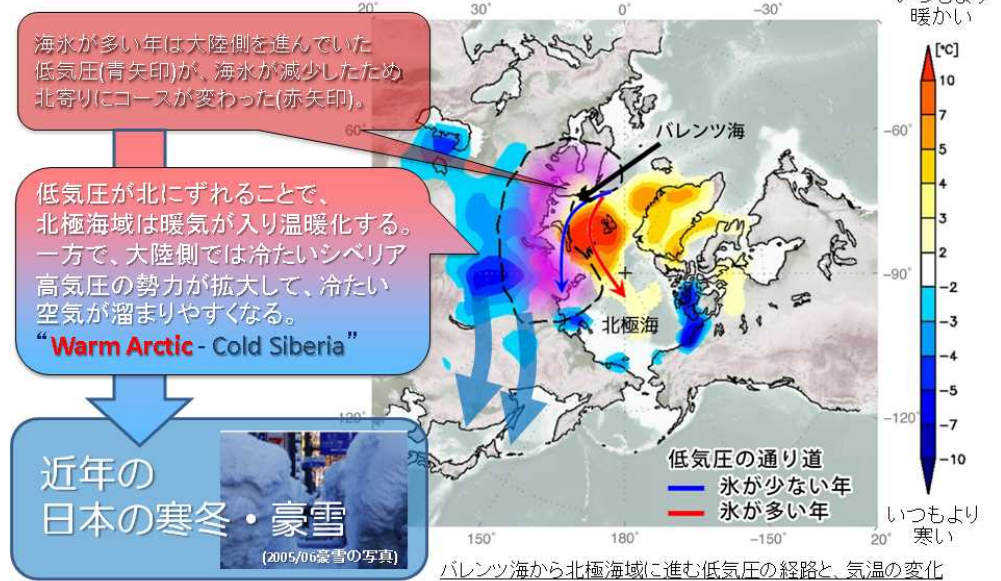 海氷が多い年は大陸側を進んでいた
低気圧(青矢印)が、海氷が減少したため
北寄りにコースが変わった(赤矢印)。
低気圧が北にずれることで、
北極海域は暖気が入り温暖化する。
一方で、大陸側では冷たいシベリア
高気圧の勢力が拡大して、冷たい
空気が溜まりやすくなる。
“Warm Arctic - Cold Siberia”
近年の
日本の寒冬・豪雪
(2005/06豪雪の写真)
20°
30°
0°
-30°
60°
-60°
バレンツ海
-90°
北極海
-120°
-120°
低気圧の通り道
氷が少ない年
氷が多い年
150°
180°
-150°
20°
暖かい
[℃]
10
7
5
4
3
2
-2
-3
-4
-5
-7
-10
いつもより
寒い
バレンツ海から北極海域に進む低気圧の経路と、気温の変化